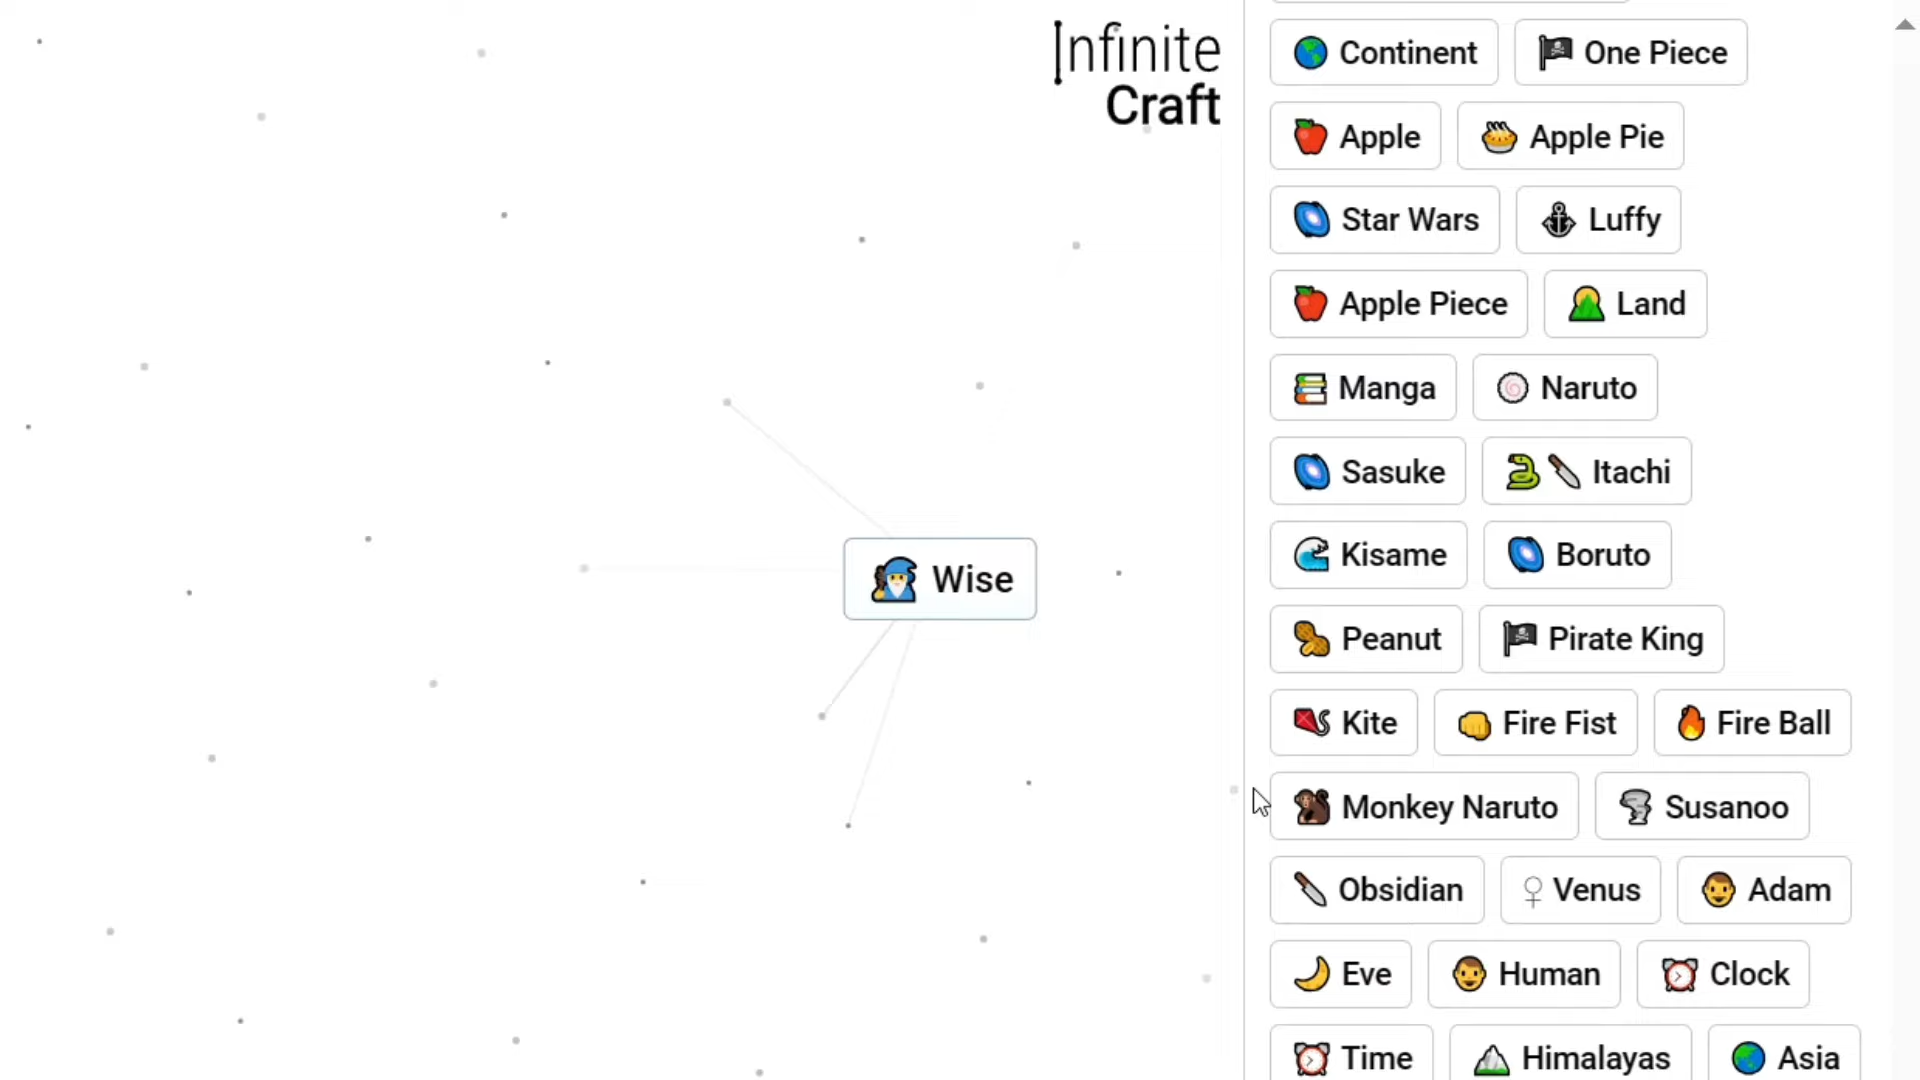 Infinite
Craft
Wise
Continent One Piece
Apple Apple Pie
Star Wars Luffy
Apple Piece Land
Manga Naruto
Sasuke Itachi
Kisame Boruto
Peanut Pirate King
Kite Fire Fist Fire Ball
Monkey Naruto Susanoo
Obsidian Venus Adam
Eve Human Clock
Time Himalayas Asia